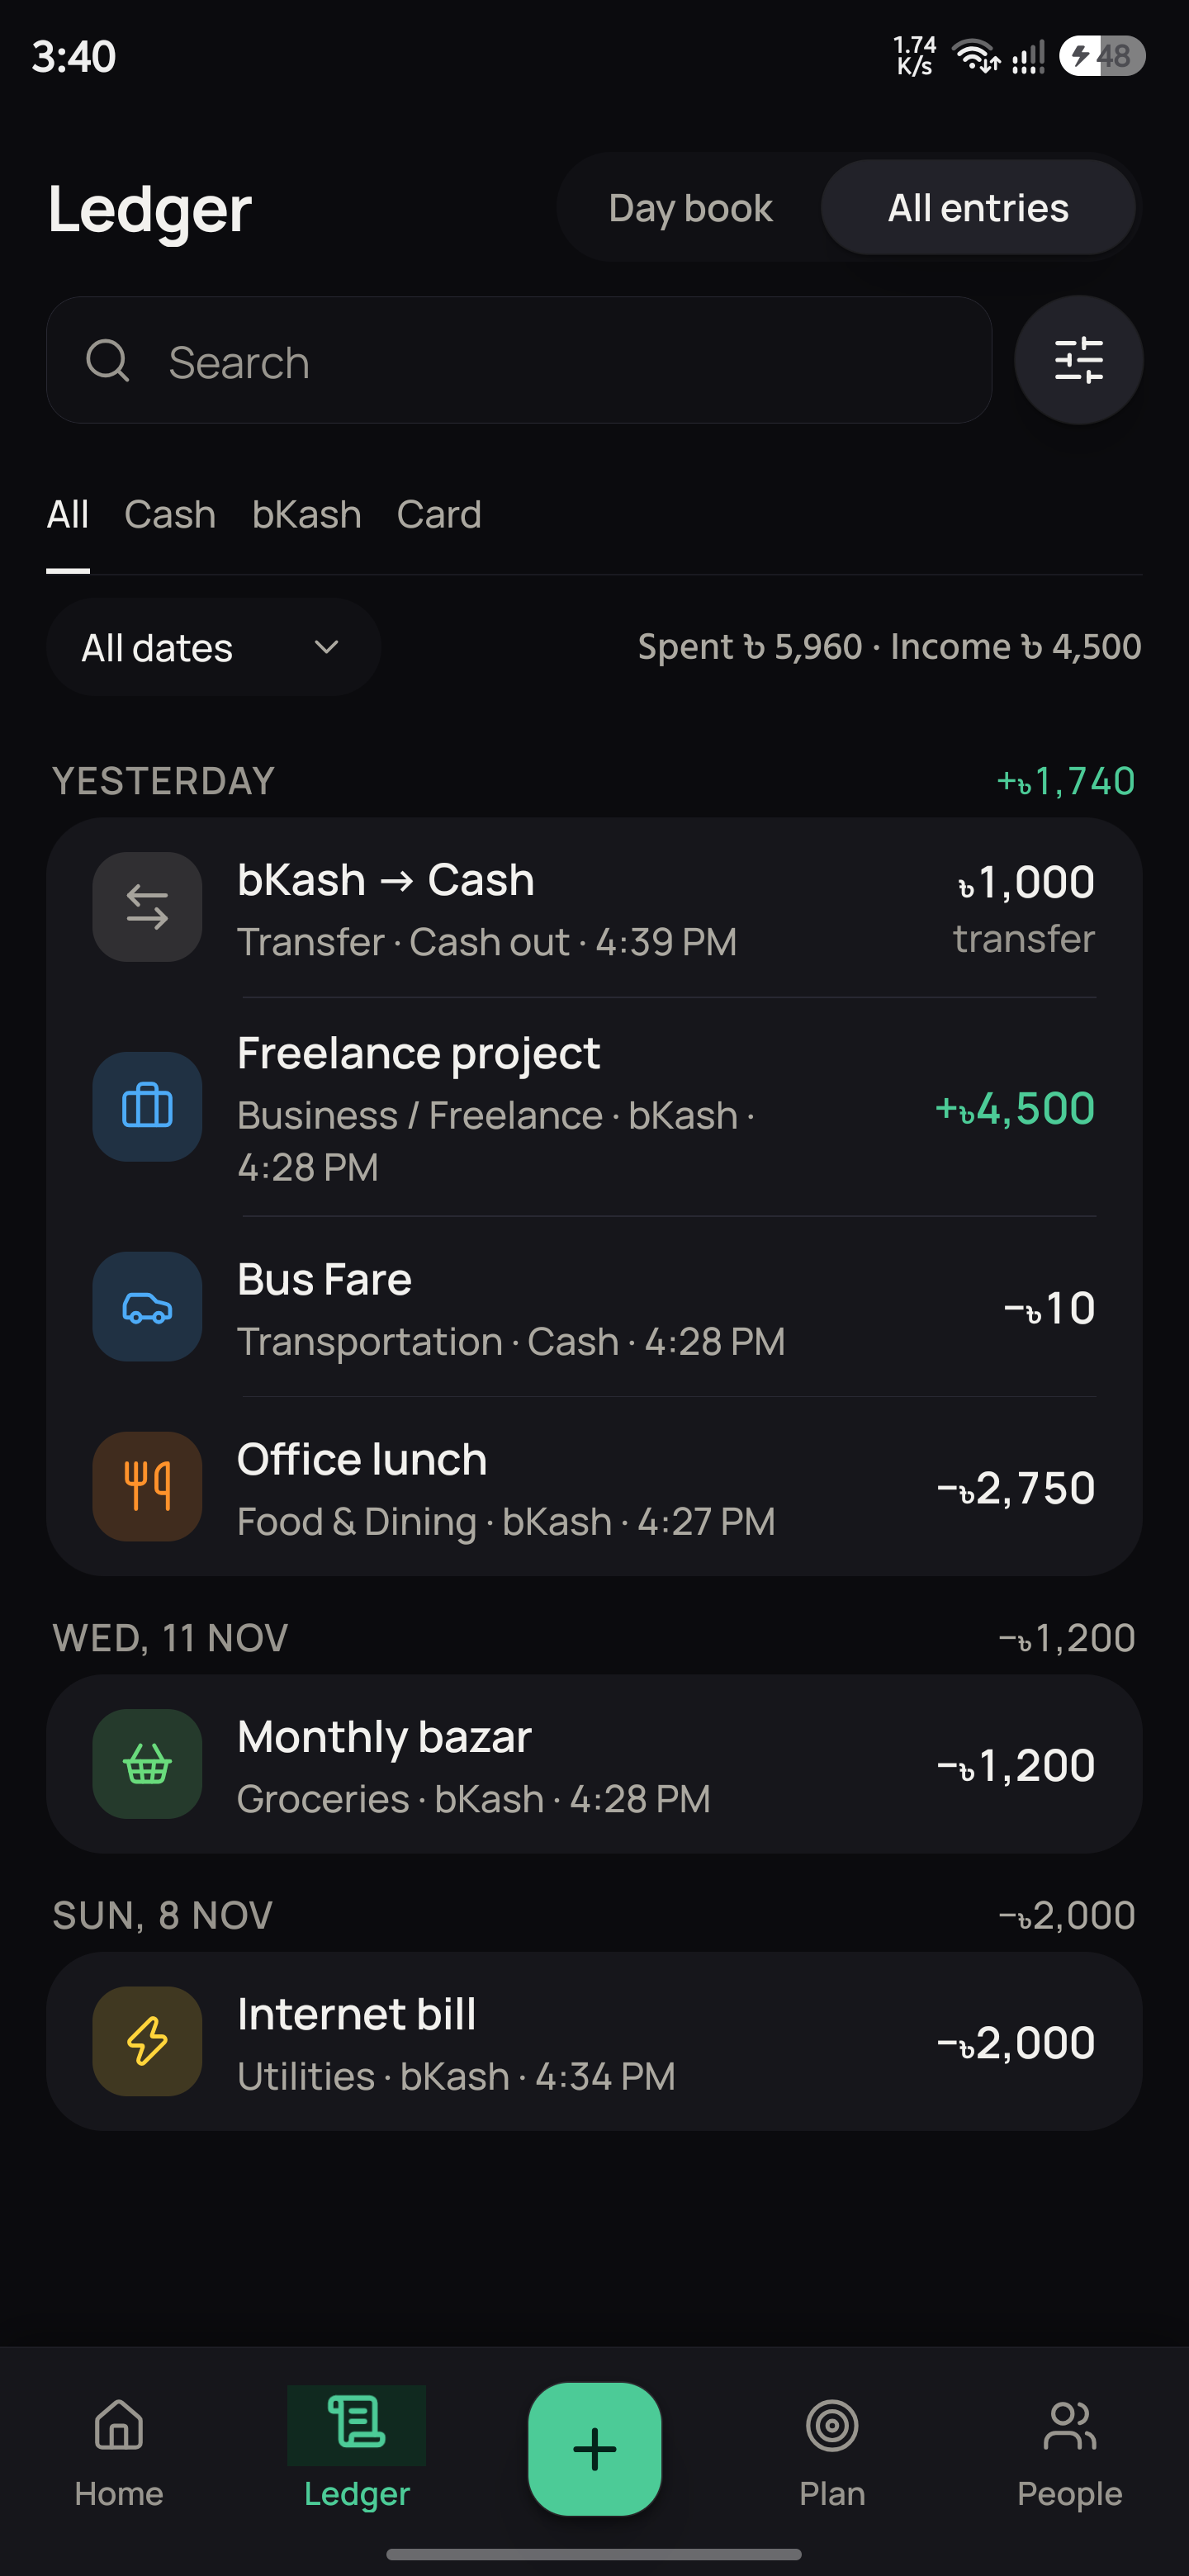 3:40
1.74
K/s
48
Ledger
Day book
All entries
Search
All
Cash
bKash
Card
All dates
Spent ৳ 5,960 · Income ৳ 4,500
YESTERDAY
+৳1,740
bKash → Cash
Transfer · Cash out · 4:39 PM
৳1,000
transfer
Freelance project
Business / Freelance · bKash ·
4:28 PM
+৳4,500
Bus Fare
Transportation · Cash · 4:28 PM
−৳10
Office lunch
Food & Dining · bKash · 4:27 PM
−৳2,750
WED, 11 NOV
−৳1,200
Monthly bazar
Groceries · bKash · 4:28 PM
−৳1,200
SUN, 8 NOV
−৳2,000
Internet bill
Utilities · bKash · 4:34 PM
−৳2,000
Home
Ledger
Plan
People